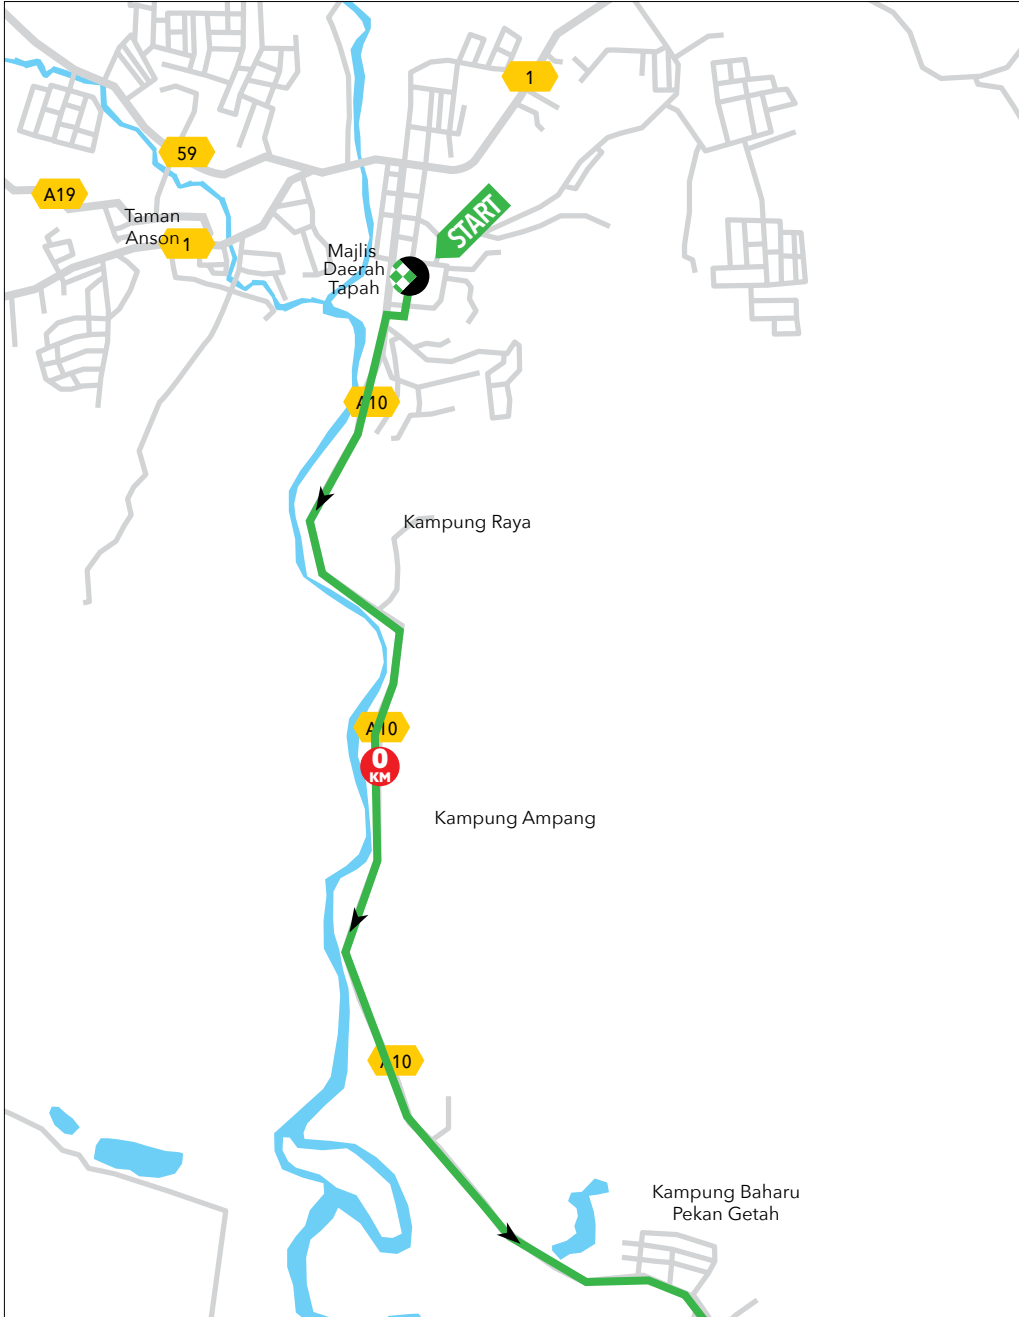 1
59
A19
Taman
Anson
1
START
Majlis
Daerah
Tapah
A10
Kampung Raya
A10
0
KM
Kampung Ampang
A10
Kampung Baharu
Pekan Getah